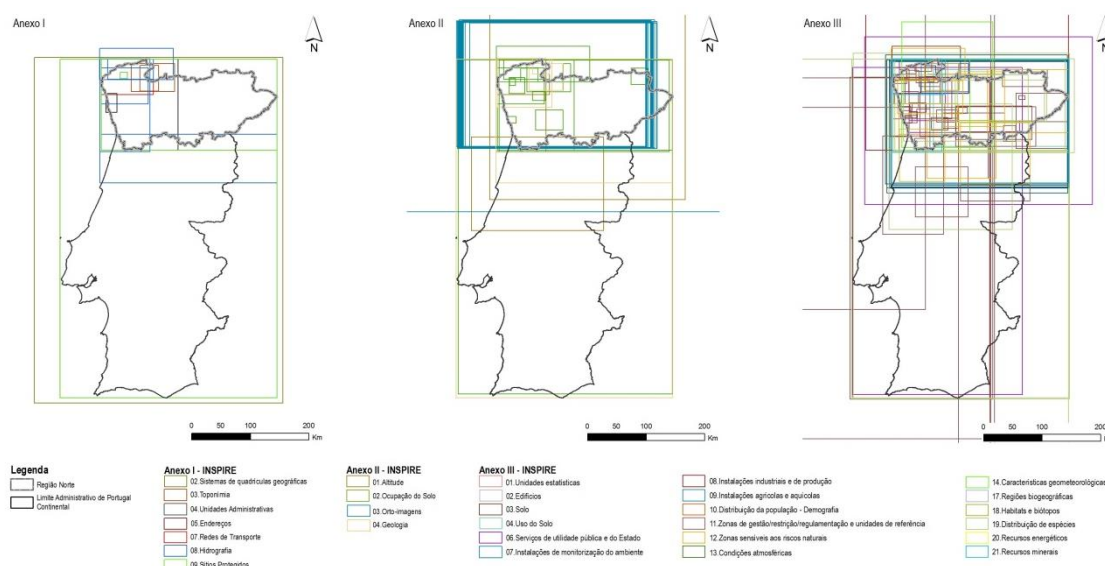 Anexo I
N
0 100 200
Km
Anexo II
N
0 100 200
Km
Anexo III
N
0 100 200
Km
Legenda
Região Norte
Limite Administrativo de Portugal
Continental
Anexo I - INSPIRE
02.Sistemas de quadrículas geográficas
03.Toponímia
04.Unidades Administrativas
05.Endereços
07.Redes de Transporte
08.Hidrografia
09.Sítios Protegidos
Anexo II - INSPIRE
01.Altitude
02.Ocupação do Solo
03.Orto-imagens
04.Geologia
Anexo III - INSPIRE
01.Unidades estatísticas
02.Edifícios
03.Solo
04.Uso do Solo
06.Serviços de utilidade pública e do Estado
07.Instalações de monitorização do ambiente
08.Instalações industriais e de produção
09.Instalações agrícolas e aquícolas
10.Distribuição da população - Demografia
11.Zonas de gestão/restrição/regulamentação e unidades de referência
12.Zonas sensíveis aos riscos naturais
13.Condições atmosféricas
14.Características geometeorológicas
17.Regiões biogeográficas
18.Habitats e biótopos
19.Distribuição de espécies
20.Recursos energéticos
21.Recursos minerais